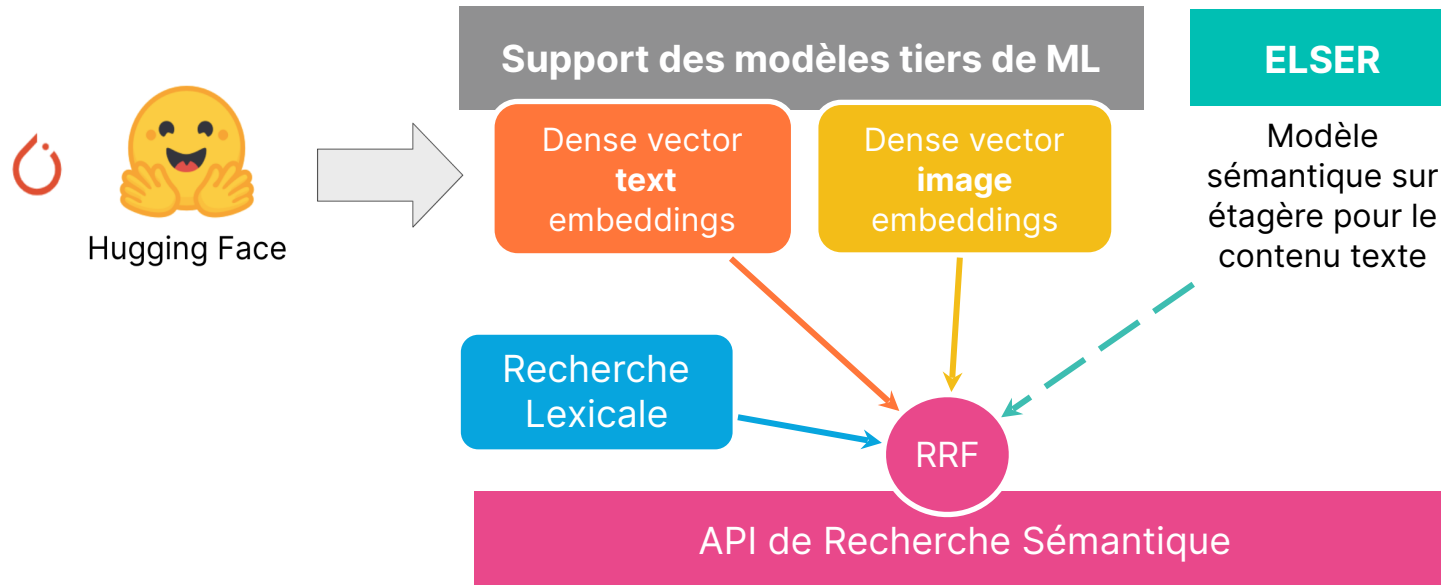 Support des modèles tiers de ML
ELSER
Dense vector
text
embeddings
Dense vector
image
embeddings
Modèle
sémantique sur
étagère pour le
contenu texte
Hugging Face
Recherche
Lexicale
RRF
API de Recherche Sémantique